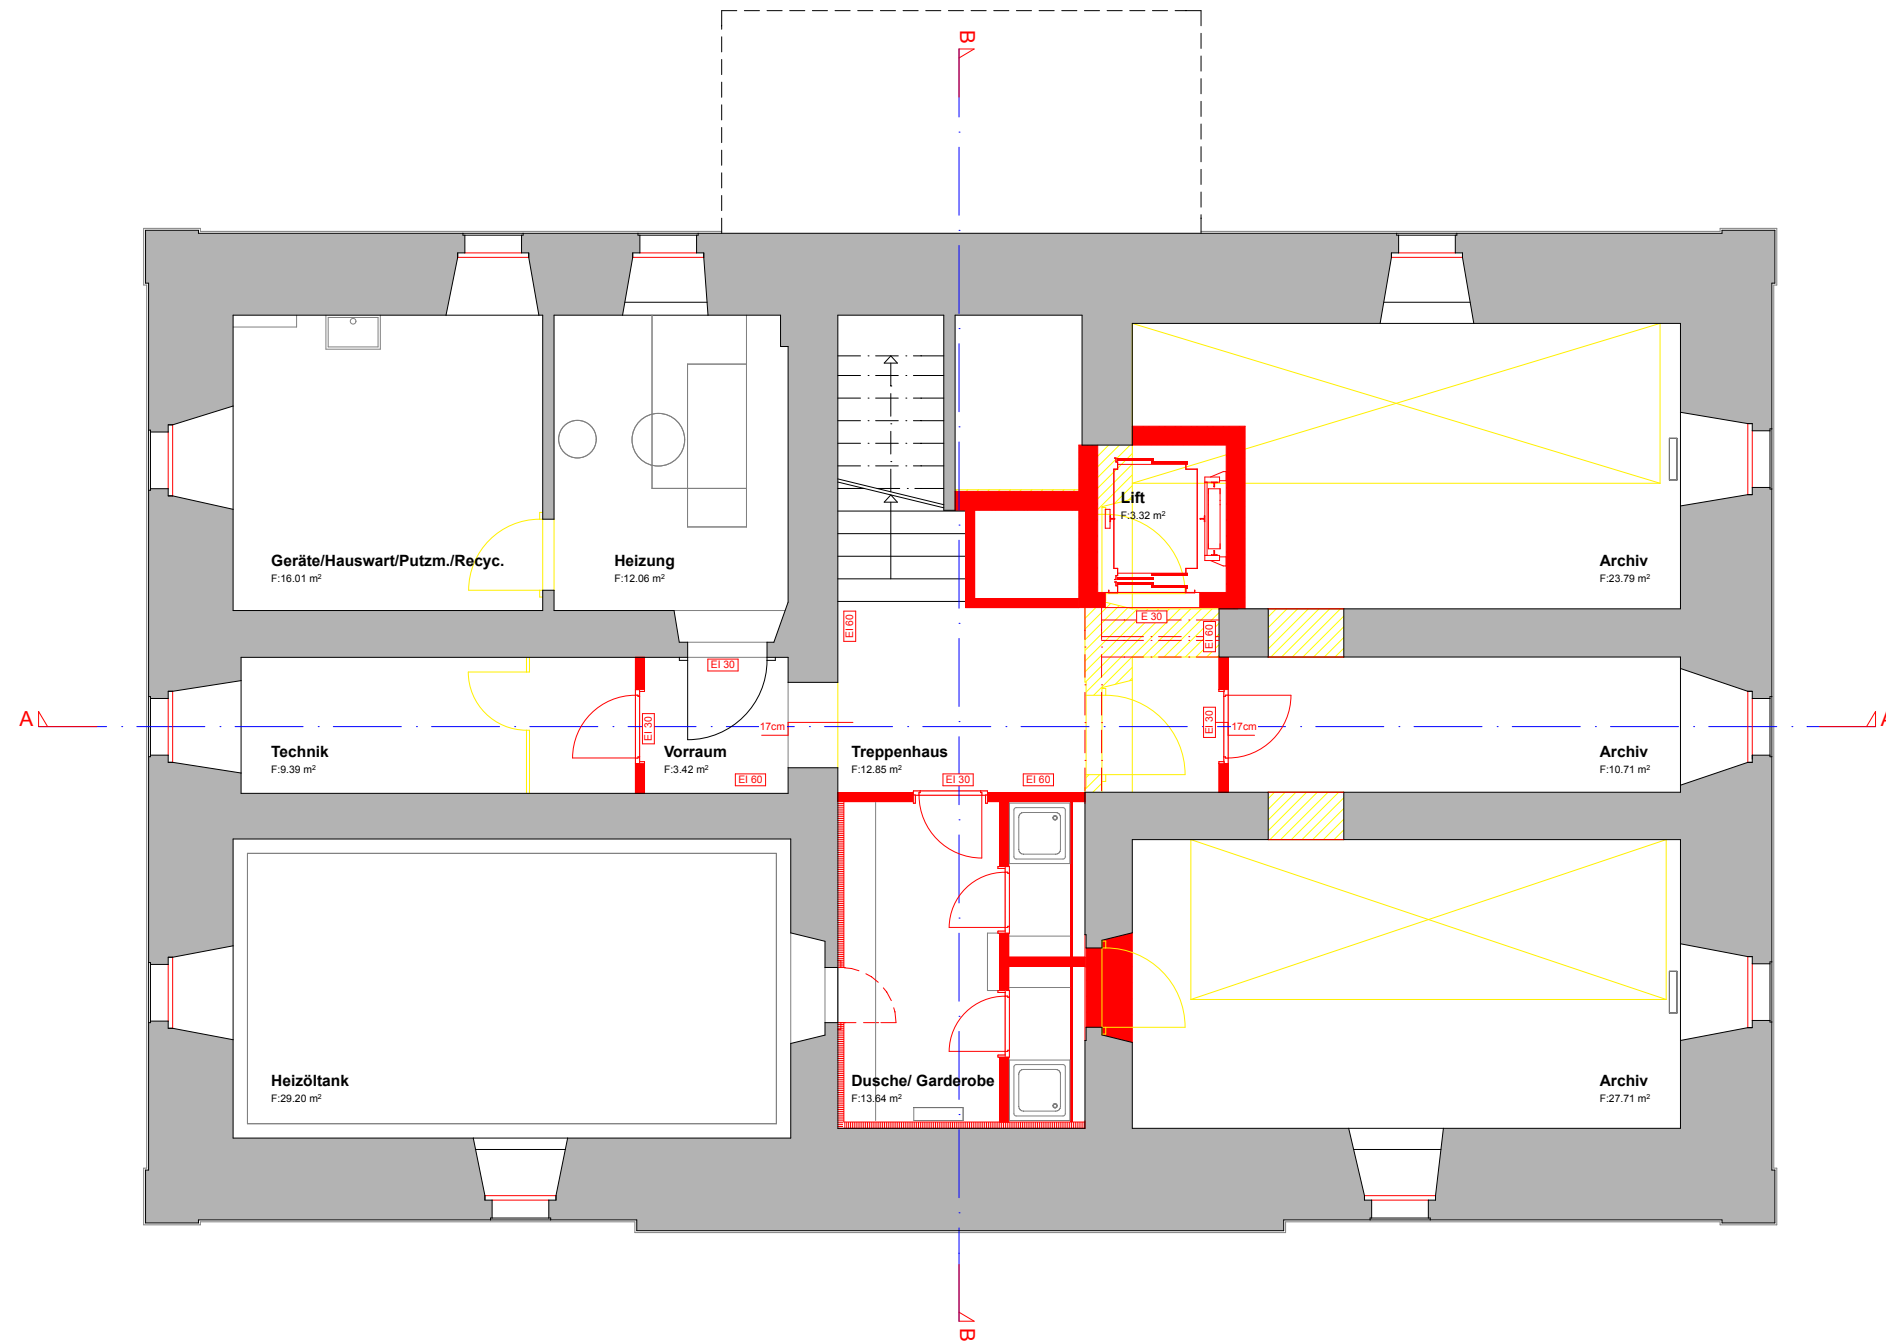 B
Lift
F:3.32 m²
Geräte/Hauswart/Putzm./Recyc.
F:16.01 m²
Heizung
F:12.06 m²
Archiv
F:23.79 m²
EI 60
E 30
EI 60
EI 30
A
A
EI 30
17cm
EI 30
17cm
Technik
F:9.39 m²
Vorraum
F:3.42 m²
Treppenhaus
F:12.85 m²
Archiv
F:10.71 m²
EI 60
EI 30
EI 60
Heizöltank
F:29.20 m²
Dusche/ Garderobe
F:13.64 m²
Archiv
F:27.71 m²
B